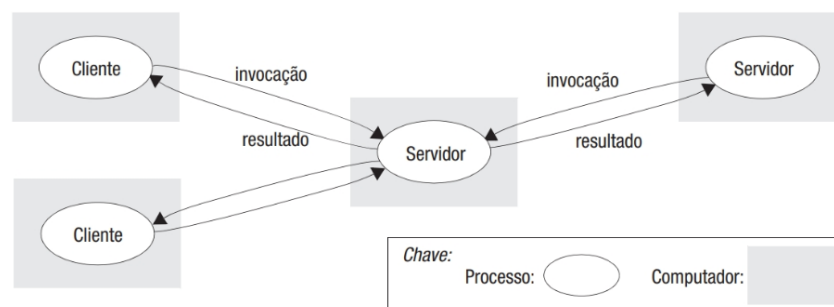 Cliente
invocação
resultado
Servidor
invocação
resultado
Servidor
Cliente
Chave:
Processo:
Computador: